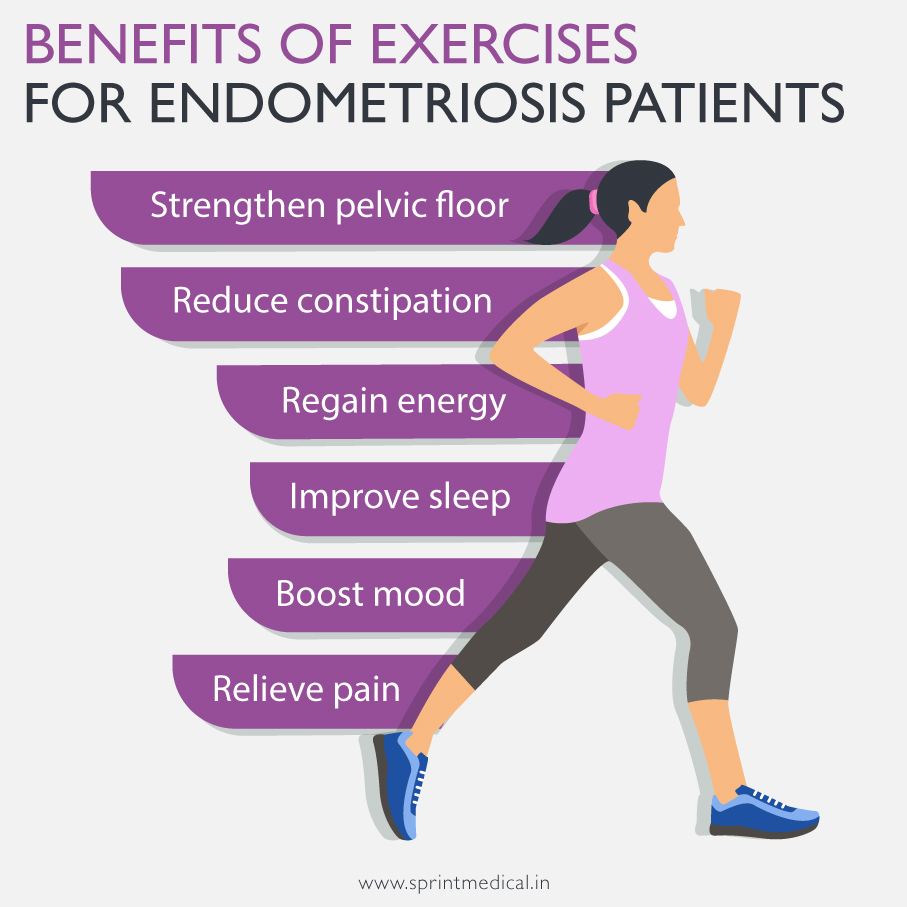 BENEFITS OF EXERCISES
FOR ENDOMETRIOSIS PATIENTS
Strengthen pelvic floor
Reduce constipation
Regain energy
Improve sleep
Boost mood
Relieve pain
www.sprintmedical.in